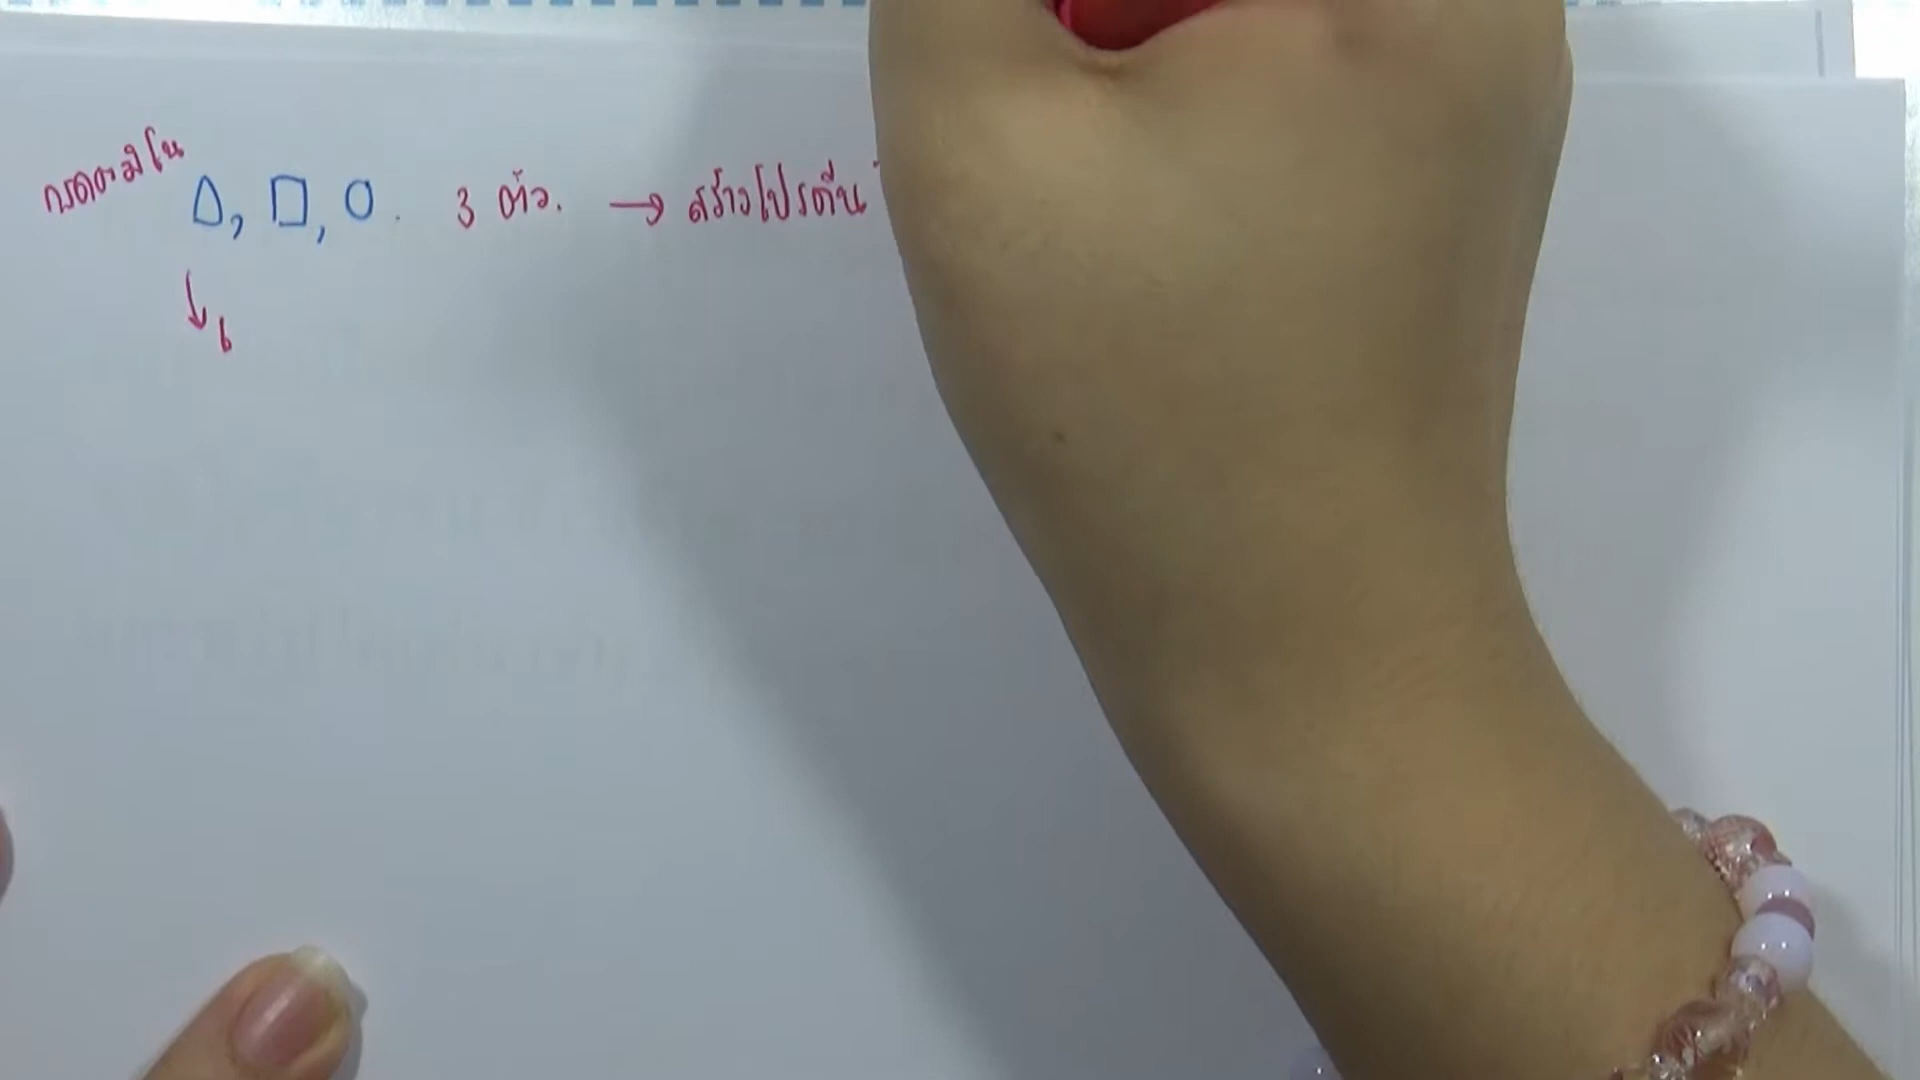 กรดอะมิโน
△, □, ○. 3 ตัว. → สร้างโปรตีน
↓ เ